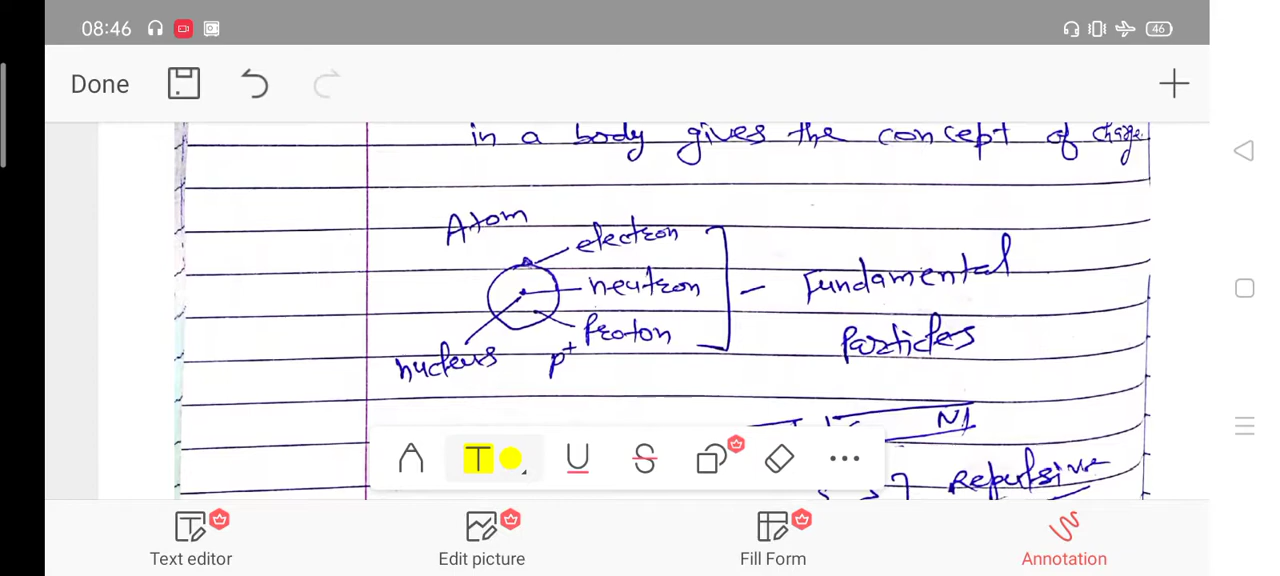 08:46
46
Done
in a body gives the concept of charge
Atom
electron
neutron
Proton
nucleus
p+
Fundamental
Particles
Repulsive
T
U
S
Text editor
Edit picture
Fill Form
Annotation